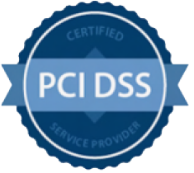 CERTIFIED
PCI DSS
SERVICE PROVIDER